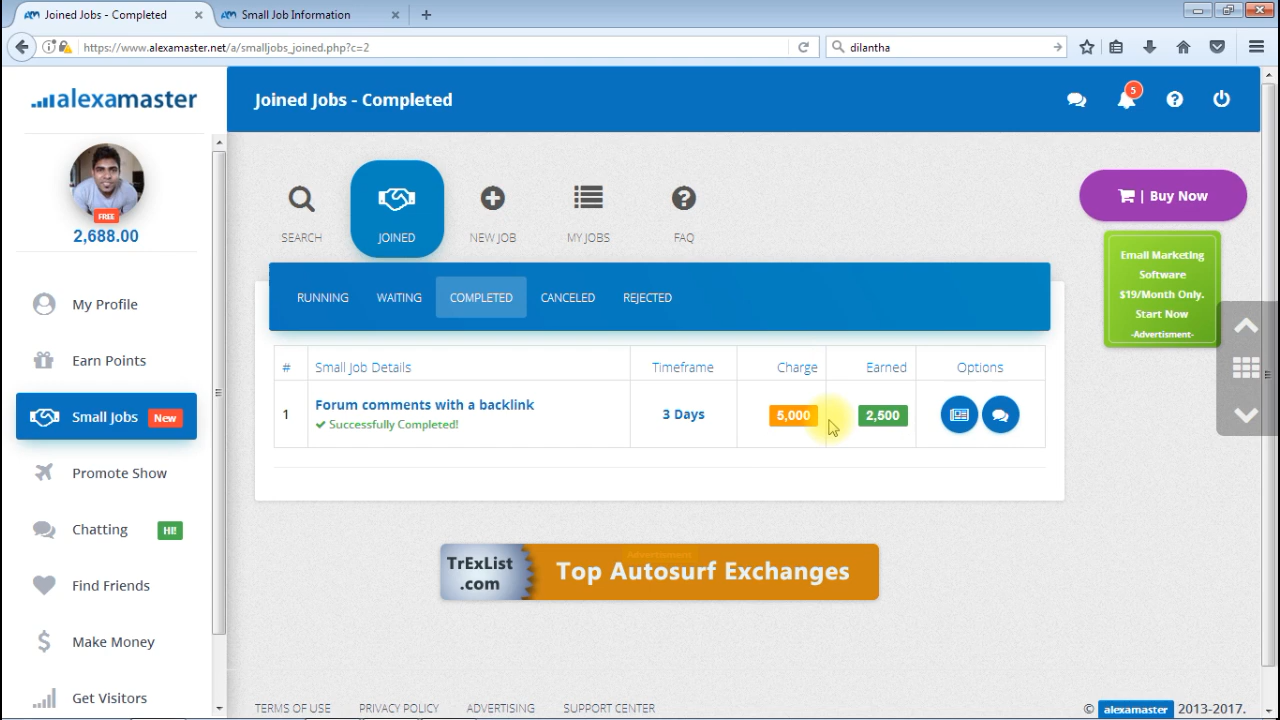 Joined Jobs - Completed
Small Job Information
https://www.alexamaster.net/a/smalljobs_joined.php?c=2
dilantha
alexamaster
Joined Jobs - Completed
5
FREE
2,688.00
SEARCH
JOINED
NEW JOB
MY JOBS
FAQ
| Buy Now
Email Marketing
Software
$19/Month Only.
Start Now
-Advertisment-
My Profile
Earn Points
Small Jobs New
Promote Show
Chatting HI!
Find Friends
Make Money
Get Visitors
RUNNING
WAITING
COMPLETED
CANCELED
REJECTED
# Small Job Details Timeframe Charge Earned Options
1 Forum comments with a backlink 3 Days 5,000 2,500
Successfully Completed!
Advertisment
TrExList
.com
Top Autosurf Exchanges
TERMS OF USE
PRIVACY POLICY
ADVERTISING
SUPPORT CENTER
© alexamaster 2013-2017.